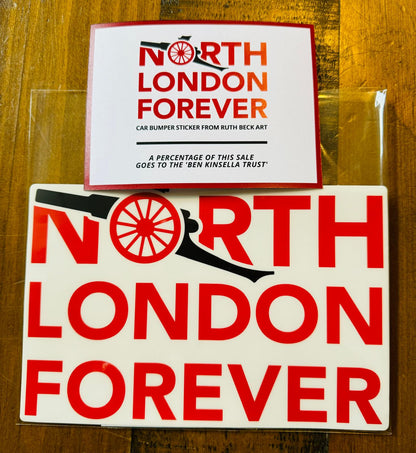 NORTH
LONDON
FOREVER
CAR BUMPER STICKER FROM RUTH BECK ART
A PERCENTAGE OF THIS SALE
GOES TO THE 'BEN KINSELLA TRUST'
NORTH
LONDON
FOREVER